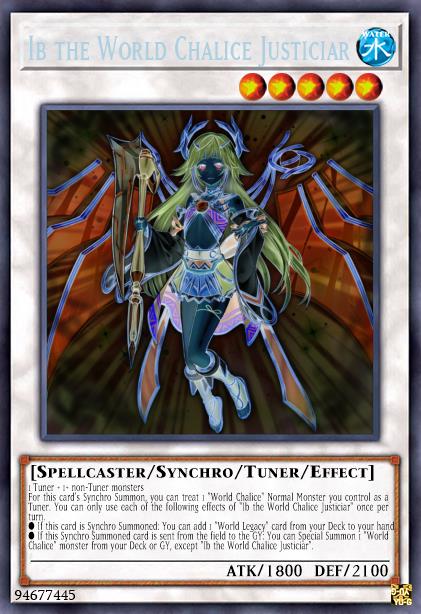 IB THE WORLD CHALICE JUSTICIAR
WATER
水
[SPELLCASTER/SYNCHRO/TUNER/EFFECT]
1 Tuner + 1+ non-Tuner monsters
For this card's Synchro Summon, you can treat 1 "World Chalice" Normal Monster you control as a
Tuner. You can only use each of the following effects of "Ib the World Chalice Justiciar" once per
turn.
● If this card is Synchro Summoned: You can add 1 "World Legacy" card from your Deck to your hand
● If this Synchro Summoned card is sent from the field to the GY: You can Special Summon 1 "World
Chalice" monster from your Deck or GY, except "Ib the World Chalice Justiciar".
ATK/1800 DEF/2100
94677445